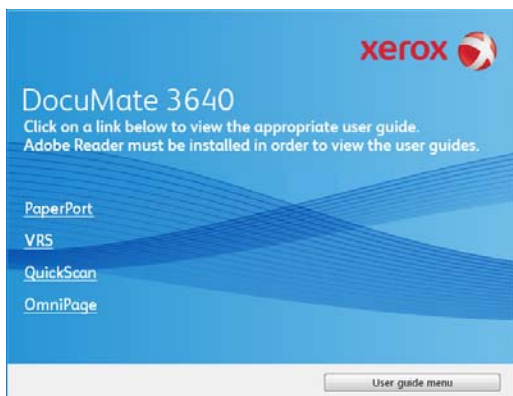 xerox
DocuMate 3640
Click on a link below to view the appropriate user guide.
Adobe Reader must be installed in order to view the user guides.
PaperPort
VRS
QuickScan
OmniPage
User guide menu